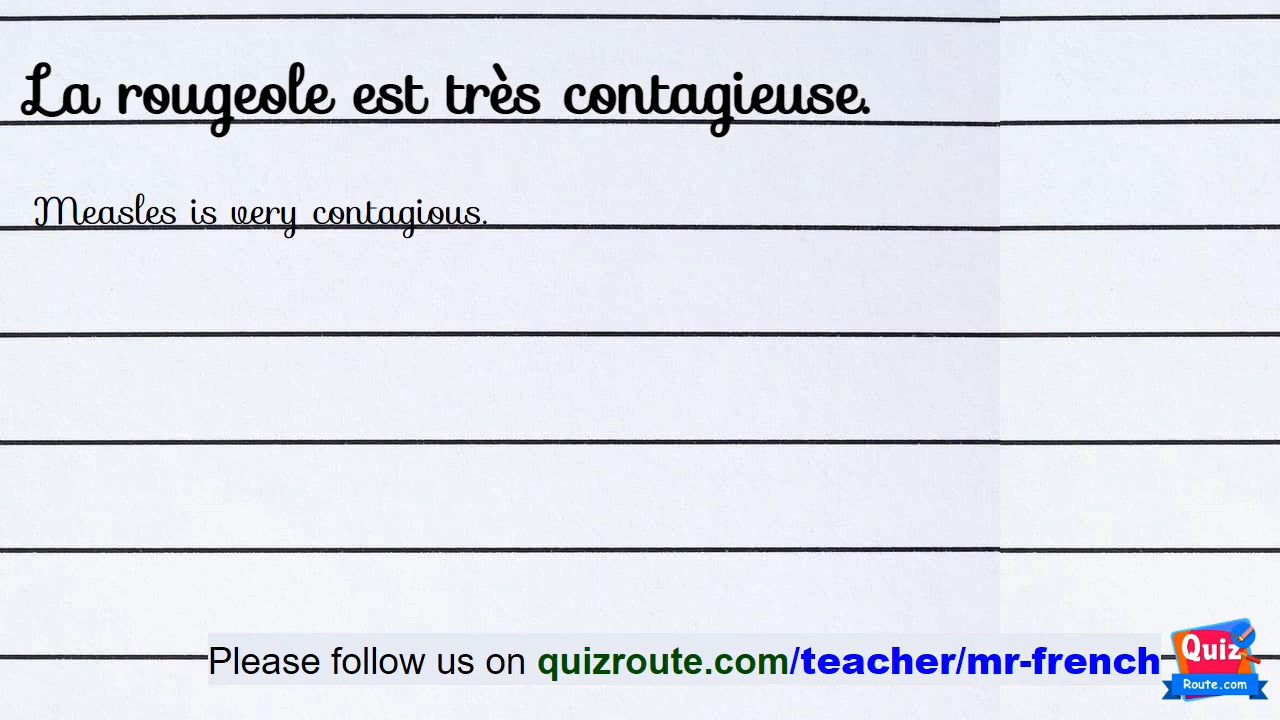 La rougeole est très contagieuse.
Measles is very contagious.
Please follow us on quizroute.com/teacher/mr-french
Quiz
Route.com